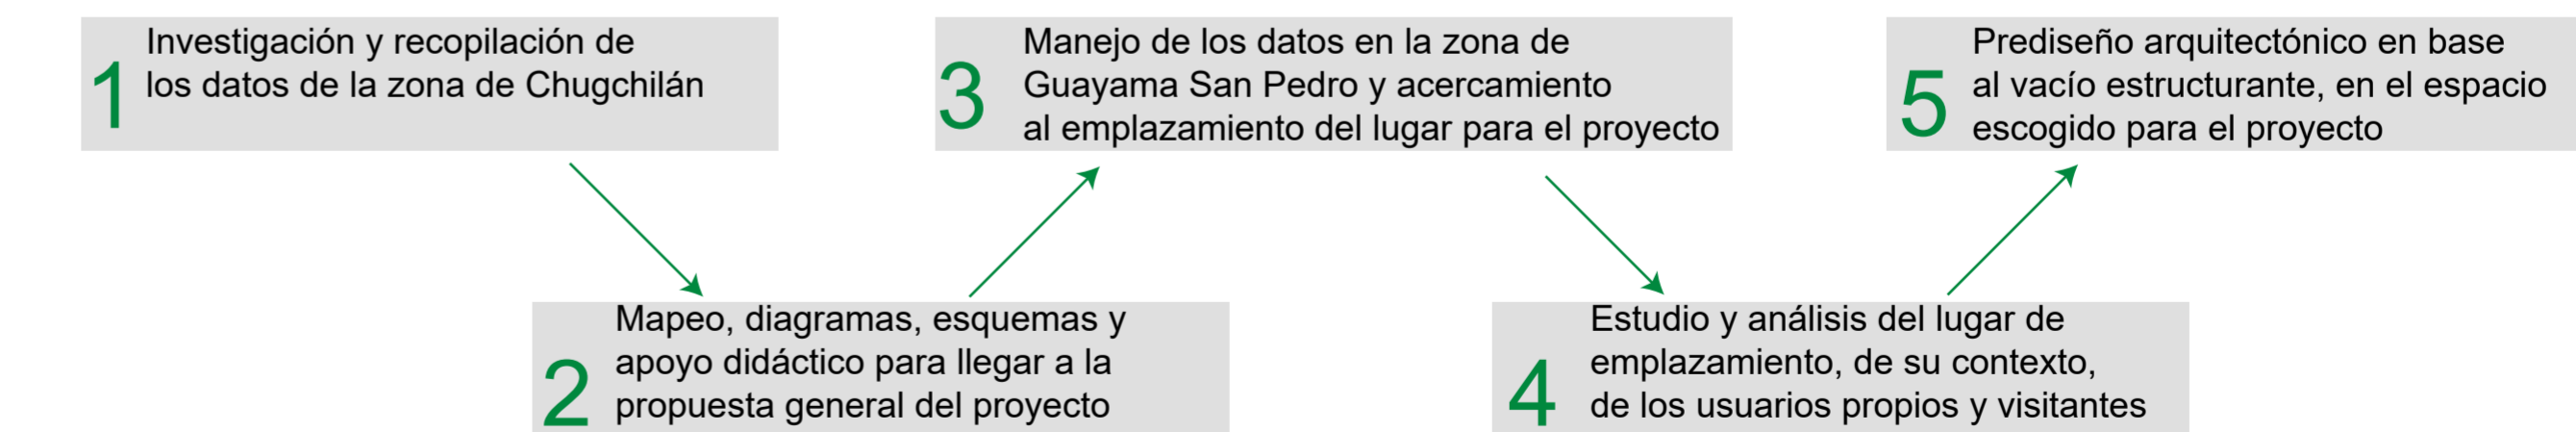 1
Investigación y recopilación de
los datos de la zona de Chugchilán
2
Mapeo, diagramas, esquemas y
apoyo didáctico para llegar a la
propuesta general del proyecto
3
Manejo de los datos en la zona de
Guayama San Pedro y acercamiento
al emplazamiento del lugar para el proyecto
4
Estudio y análisis del lugar de
emplazamiento, de su contexto,
de los usuarios propios y visitantes
5
Prediseño arquitectónico en base
al vacío estructurante, en el espacio
escogido para el proyecto